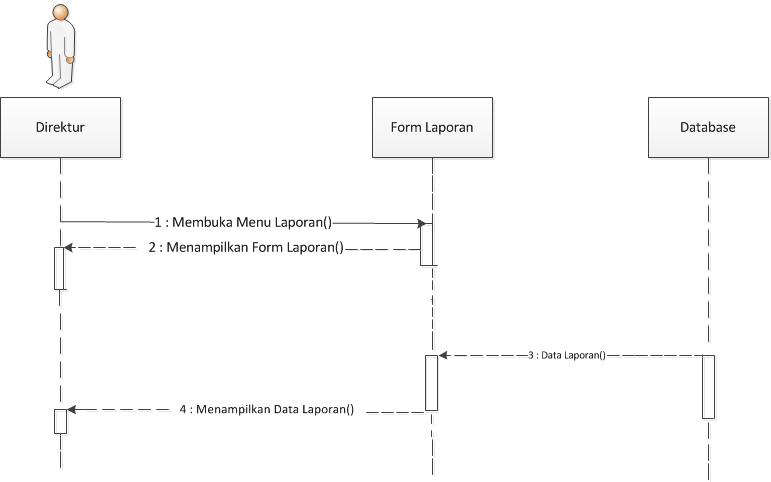 Direktur
Form Laporan
Database
1 : Membuka Menu Laporan()
2 : Menampilkan Form Laporan()
3 : Data Laporan()
4 : Menampilkan Data Laporan()